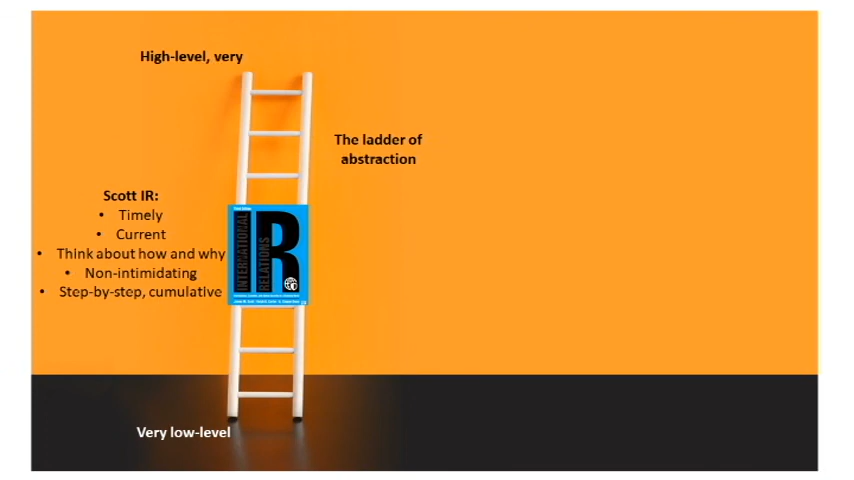 High-level, very
The ladder of
abstraction
Scott IR:
• Timely
• Current
• Think about how and why
• Non-intimidating
• Step-by-step, cumulative
INTERNATIONAL
RELATIONS
IR
Very low-level